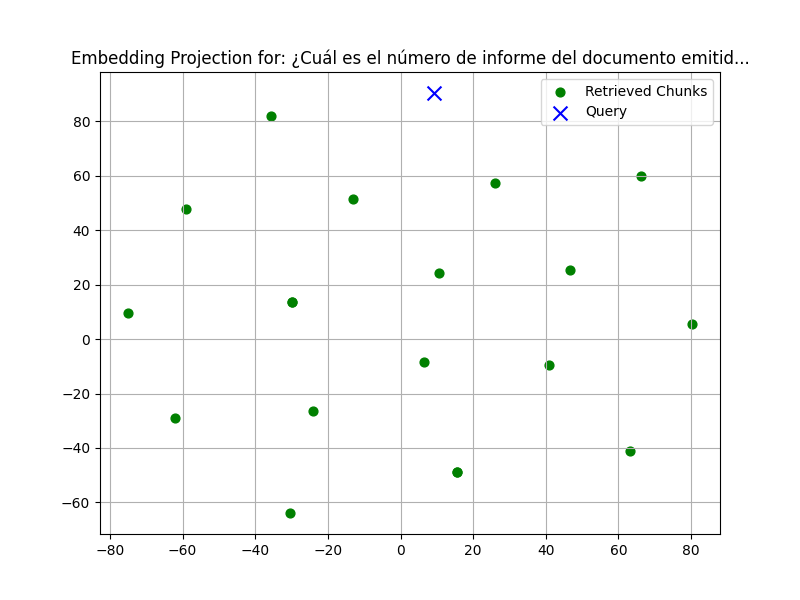 Embedding Projection for: ¿Cuál es el número de informe del documento emitid...
Retrieved Chunks
Query
80
60
40
20
0
−20
−40
−60
−80 −60 −40 −20 0 20 40 60 80